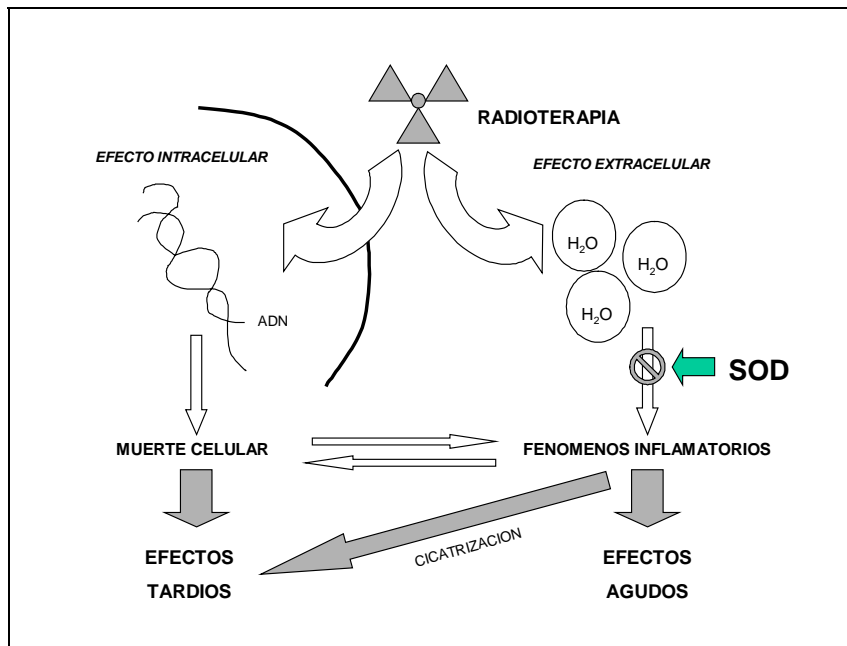 RADIOTERAPIA
EFECTO INTRACELULAR
EFECTO EXTRACELULAR
H₂O
H₂O
H₂O
ADN
SOD
MUERTE CELULAR
FENOMENOS INFLAMATORIOS
CICATRIZACION
EFECTOS
TARDIOS
EFECTOS
AGUDOS